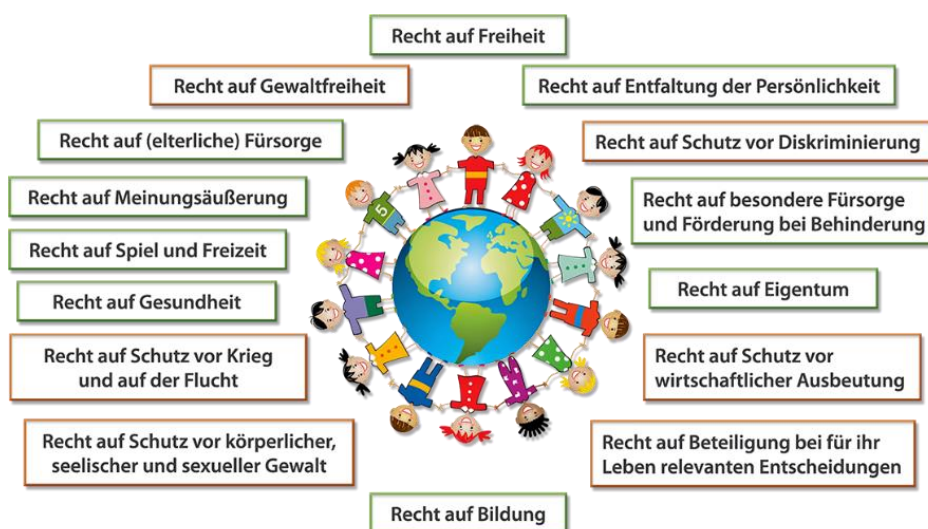 Recht auf Freiheit
Recht auf Gewaltfreiheit
Recht auf Entfaltung der Persönlichkeit
Recht auf (elterliche) Fürsorge
Recht auf Schutz vor Diskriminierung
Recht auf Meinungsäußerung
Recht auf besondere Fürsorge
und Förderung bei Behinderung
Recht auf Spiel und Freizeit
Recht auf Gesundheit
Recht auf Eigentum
Recht auf Schutz vor Krieg
und auf der Flucht
Recht auf Schutz vor
wirtschaftlicher Ausbeutung
Recht auf Schutz vor körperlicher,
seelischer und sexueller Gewalt
Recht auf Beteiligung bei für ihr
Leben relevanten Entscheidungen
Recht auf Bildung
5